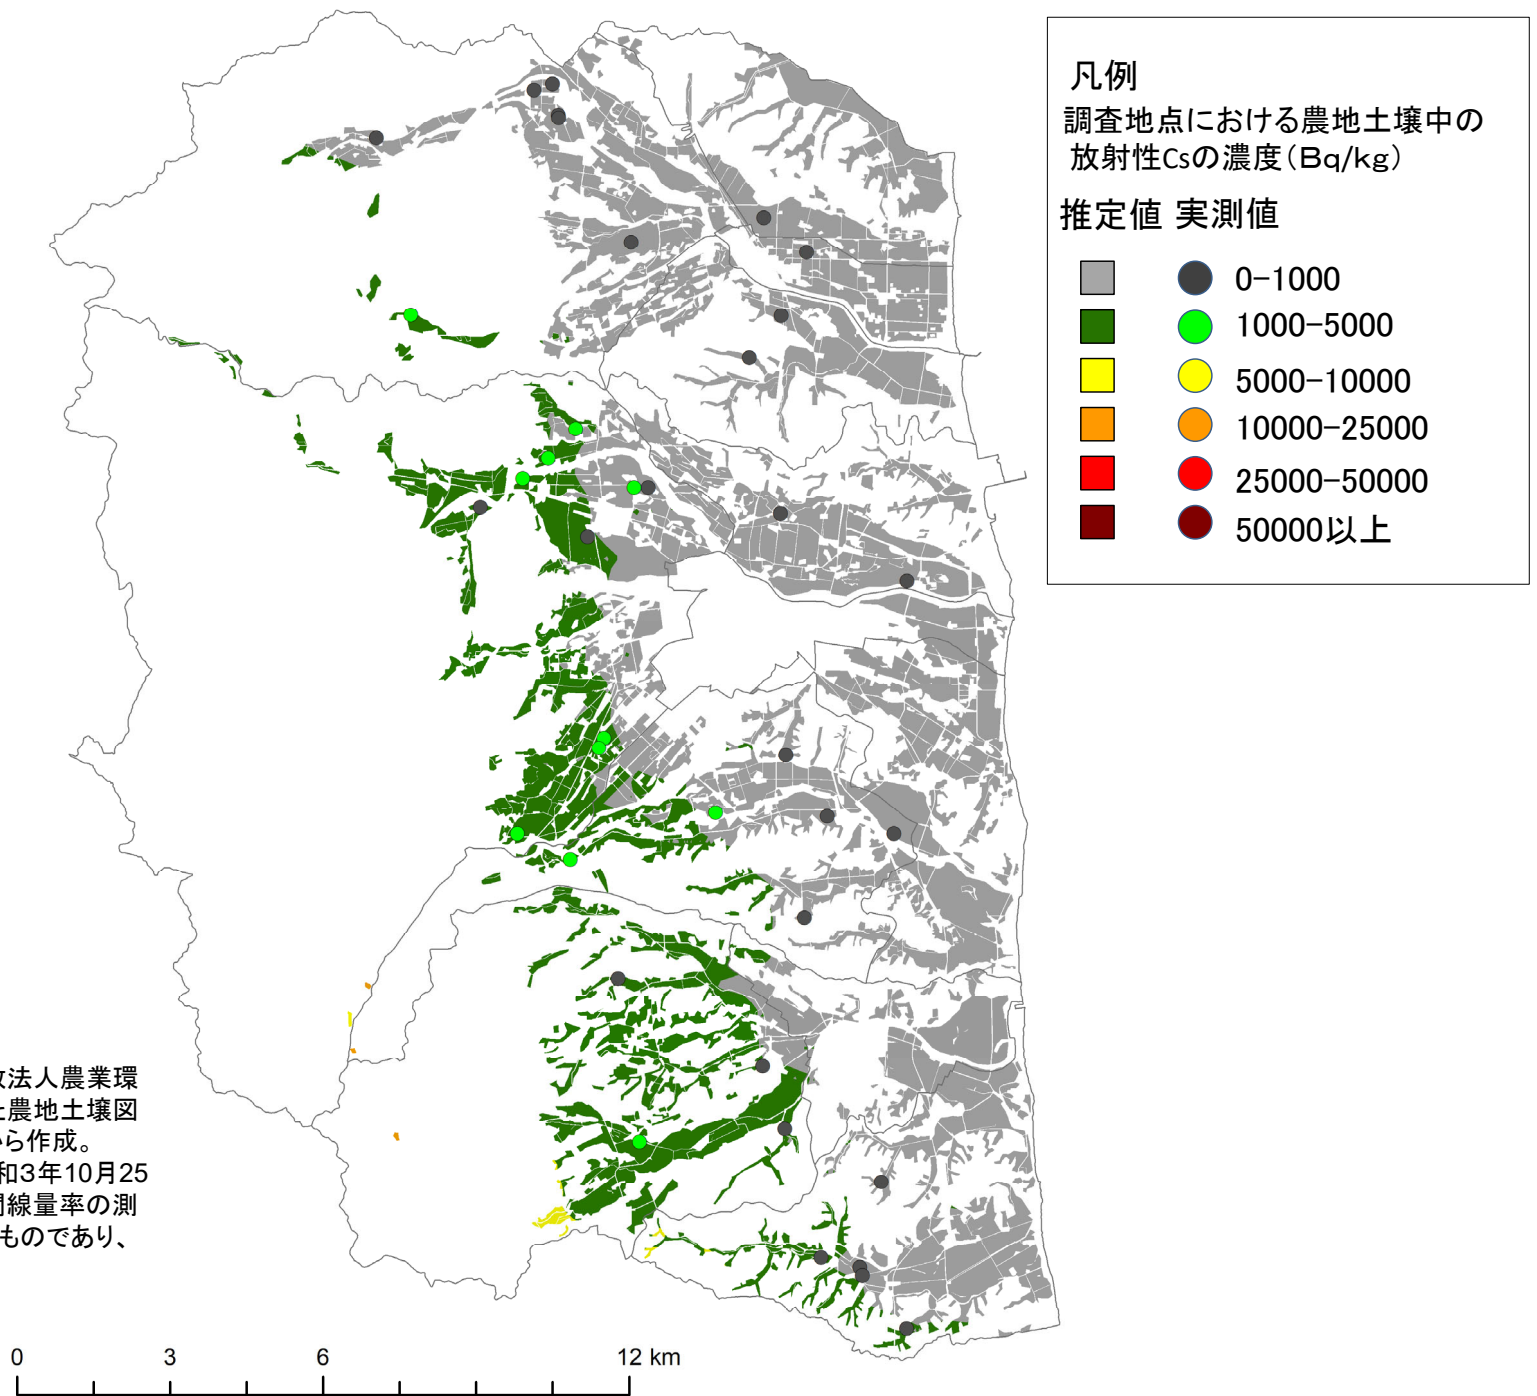 凡例
調査地点における農地土壌中の
放射性Csの濃度(Bq/kg)
推定値 実測値
0-1000
1000-5000
5000-10000
10000-25000
25000-50000
50000以上
法人農業環
農地土壌図
ら作成。
和3年10月25
線量率の測
ものであり、
0 3 6 12 km